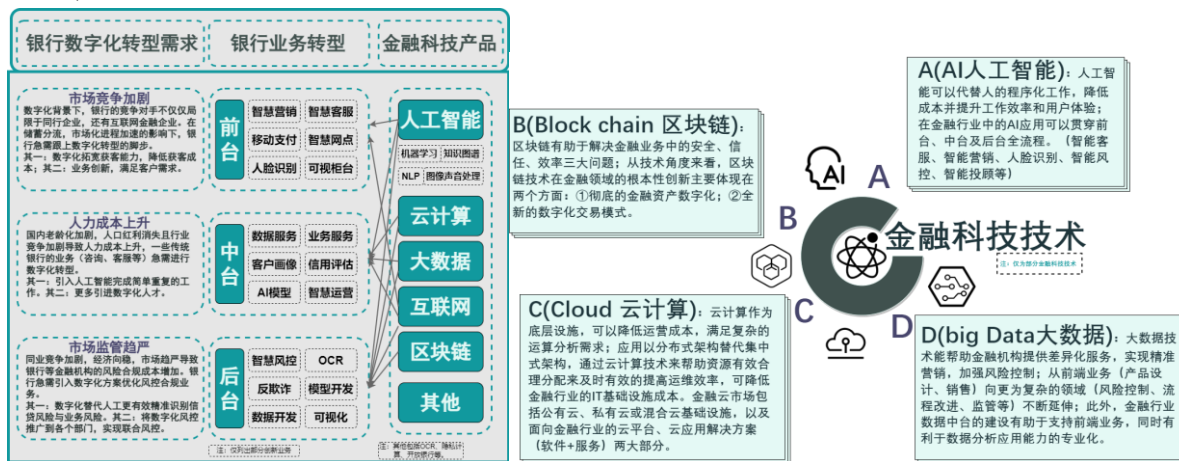 银行数字化转型需求
银行业务转型
金融科技产品
市场竞争加剧
数字化背景下，银行的竞争对手不仅仅局
限于同行企业，还有互联网金融企业。在
储蓄分流，市场化进程加速的影响下，银
行急需跟上数字化转型的脚步。
其一：数字化拓宽获客能力，降低获客成
本；其二：业务创新，满足客户需求。
人力成本上升
国内老龄化加剧，人口红利消失且行业
竞争加剧导致人力成本上升，一些传统
银行的业务（咨询、客服等）急需进行
数字化转型。
其一：引入人工智能完成简单重复的工
作。其二：更多引进数字化人才。
市场监管趋严
同业竞争加剧，经济向稳，市场趋严导致
银行等金融机构的风险合规成本增加。银
行急需引入数字化方案优化风控合规业
务。
其一：数字化替代人工更有效精准识别信
贷风险与业务风险。其二：将数字化风控
推广到各个部门，实现联合风控。
前台
智慧营销
智慧客服
移动支付
智慧网点
人脸识别
可视柜台
中台
数据服务
业务服务
客户画像
信用评估
AI模型
智慧运营
后台
智慧风控
OCR
反欺诈
模型开发
数据开发
可视化
注：仅列出部分创新业务
人工智能
机器学习
知识图谱
NLP
图像声音处理
云计算
大数据
互联网
区块链
其他
注：其他包括OCR、隐私计
算、开放银行等。
B(Block chain 区块链)：
区块链有助于解决金融业务中的安全、信
任、效率三大问题；从技术角度来看，区块
链技术在金融领域的根本性创新主要体现在
两个方面：①彻底的金融资产数字化；②全
新的数字化交易模式。
C(Cloud 云计算)：云计算作为
底层设施，可以降低运营成本，满足复杂的
运算分析需求；应用以分布式架构替代集中
式架构，通过云计算技术来帮助资源有效合
理分配来及时有效的提高运维效率，可降低
金融行业的IT基础设施成本。金融云市场包
括公有云、私有云或混合云基础设施，以及
面向金融行业的云平台、云应用解决方案
（软件+服务）两大部分。
A(AI人工智能)：人工智
能可以代替人的程序化工作，降低
成本并提升工作效率和用户体验；
在金融行业中的AI应用可以贯穿前
台、中台及后台全流程。（智能客
服、智能营销、人脸识别、智能风
控、智能投顾等）
AI
A
B
C
D
金融科技技术
注：仅为部分金融科技技术
D(big Data大数据)：大数据技
术能帮助金融机构提供差异化服务，实现精准
营销，加强风险控制；从前端业务（产品设
计、销售）向更为复杂的领域（风险控制、流
程改进、监管等）不断延伸；此外，金融行业
数据中台的建设有助于支持前端业务，同时有
利于数据分析应用能力的专业化。